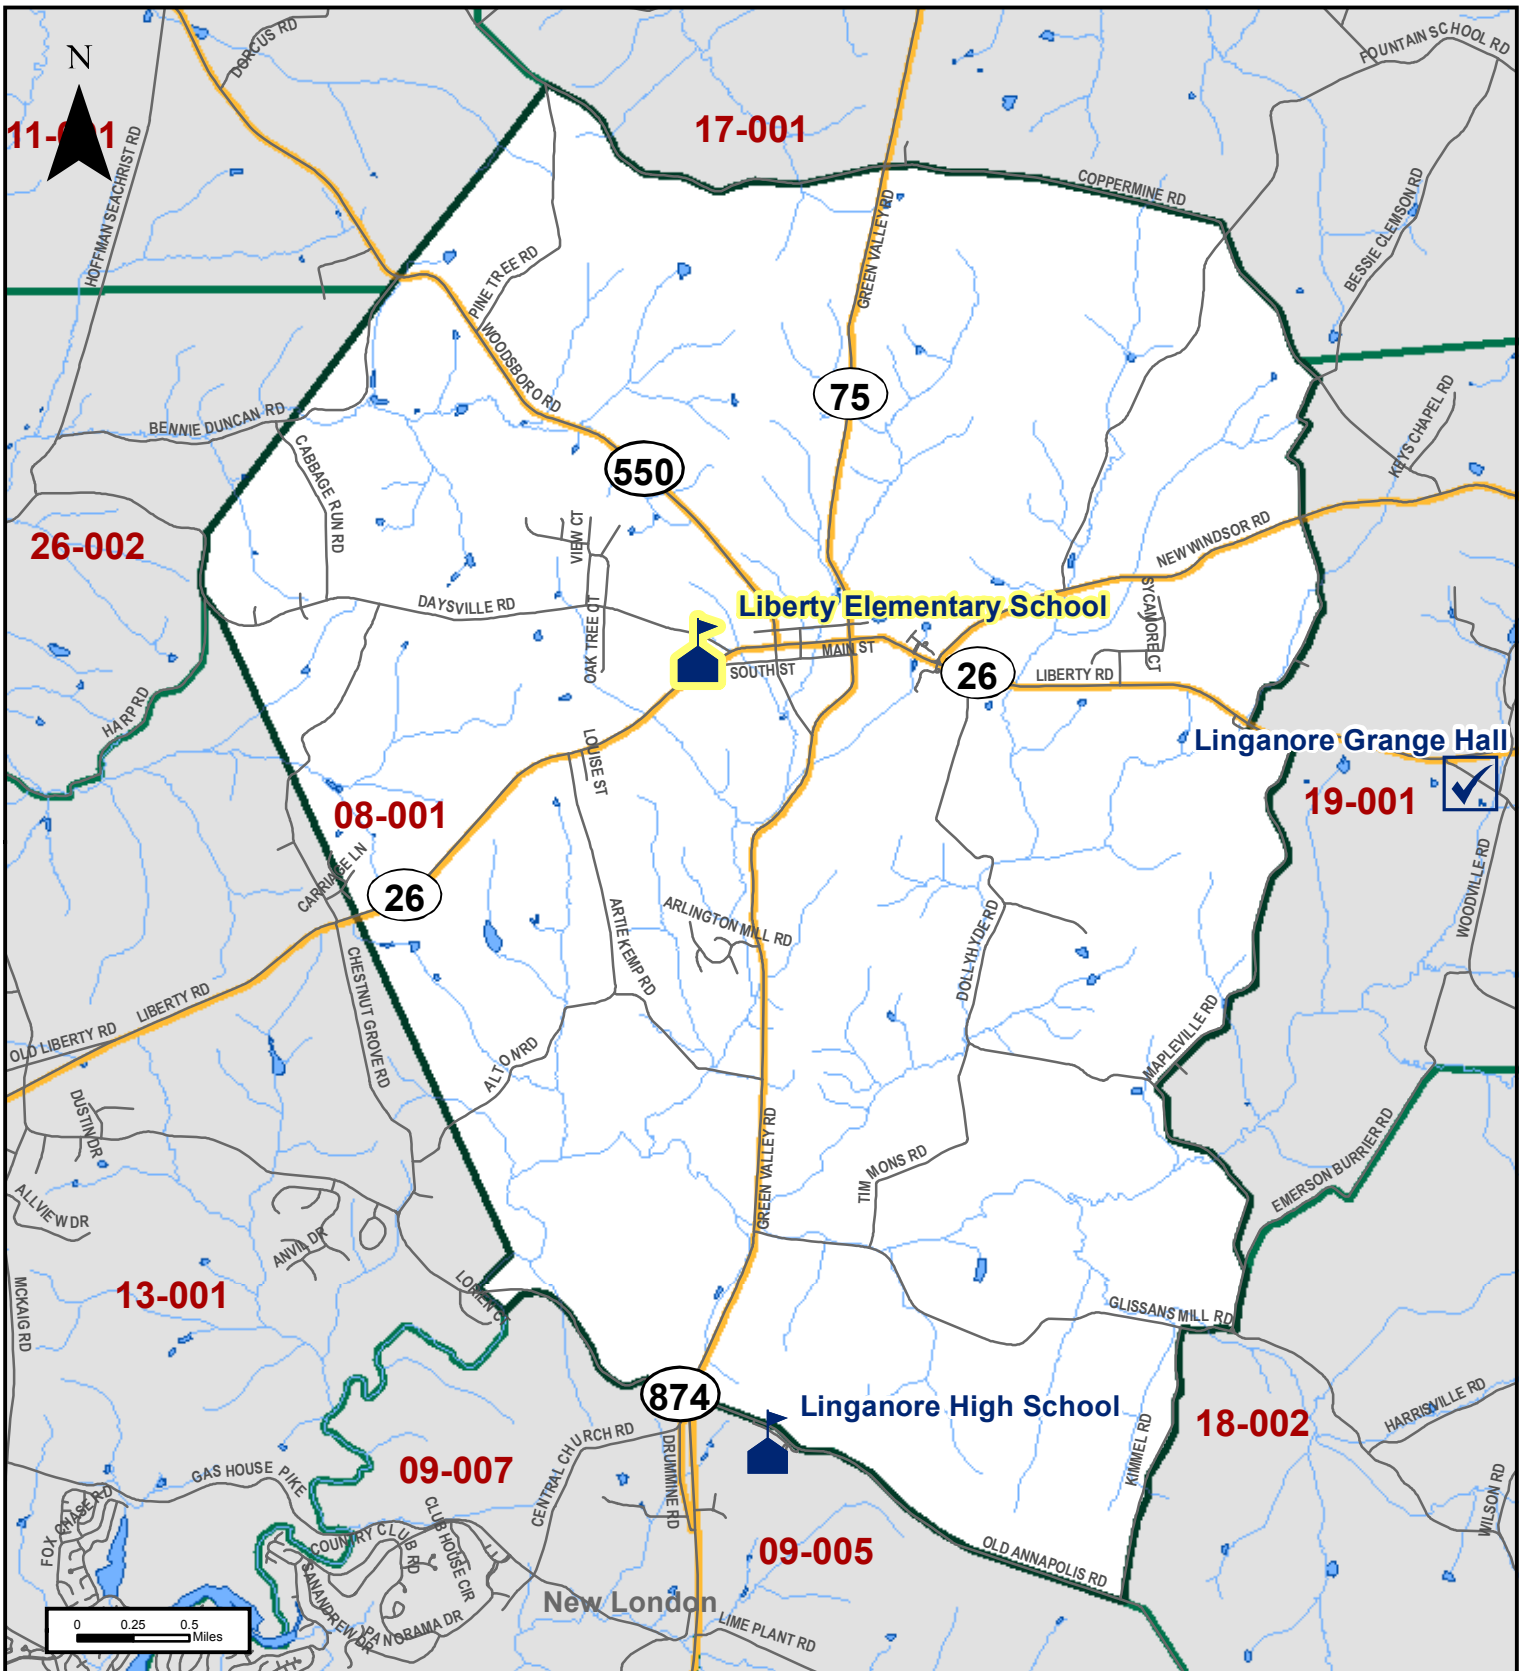 N
DORCUS RD
FOUNTAIN SCHOOL RD
11-001
17-001
HOFFMAN SEACHRIST RD
COPPERMINE RD
GREEN VALLEY RD
BESSIE CLEMSON RD
PINE TREE RD
WOODSBORO RD
75
BENNIE DUNCAN RD
CABBAGE RUN RD
550
KEYS CHAPEL RD
26-002
VIEW CT
NEW WINDSOR RD
DAYSVILLE RD
OAK TREE CT
Liberty Elementary School
SYCAMORE CT
MAIN ST
SOUTH ST
26
LIBERTY RD
HARP RD
LOUISE ST
Linganore Grange Hall
08-001
19-001
CARRIAGE LN
26
ARTIE KEMP RD
ARLINGTON MILL RD
DOLLYHYDE RD
WOODVILLE RD
CHESTNUT GROVE RD
LIBERTY RD
OLD LIBERTY RD
MAPLEVILLE RD
ALTON RD
DUSTIN DR
GREEN VALLEY RD
TIMMONS RD
EMERSON BURRIER RD
ALLVIEW DR
ANVIL DR
13-001
LORIEN CT
MCKAIG RD
GLISSANS MILL RD
874
Linganore High School
18-002
HARRISVILLE RD
KIMMEL RD
CENTRAL CHURCH RD
DRUMMINE RD
09-007
GAS HOUSE PIKE
FOX CHASE RD
COUNTRY CLUB RD
CLUB HOUSE CIR
WILSON RD
09-005
OLD ANNAPOLIS RD
SANANDREW DR
PANORAMA DR
New London
LIME PLANT RD
0 0.25 0.5
Miles